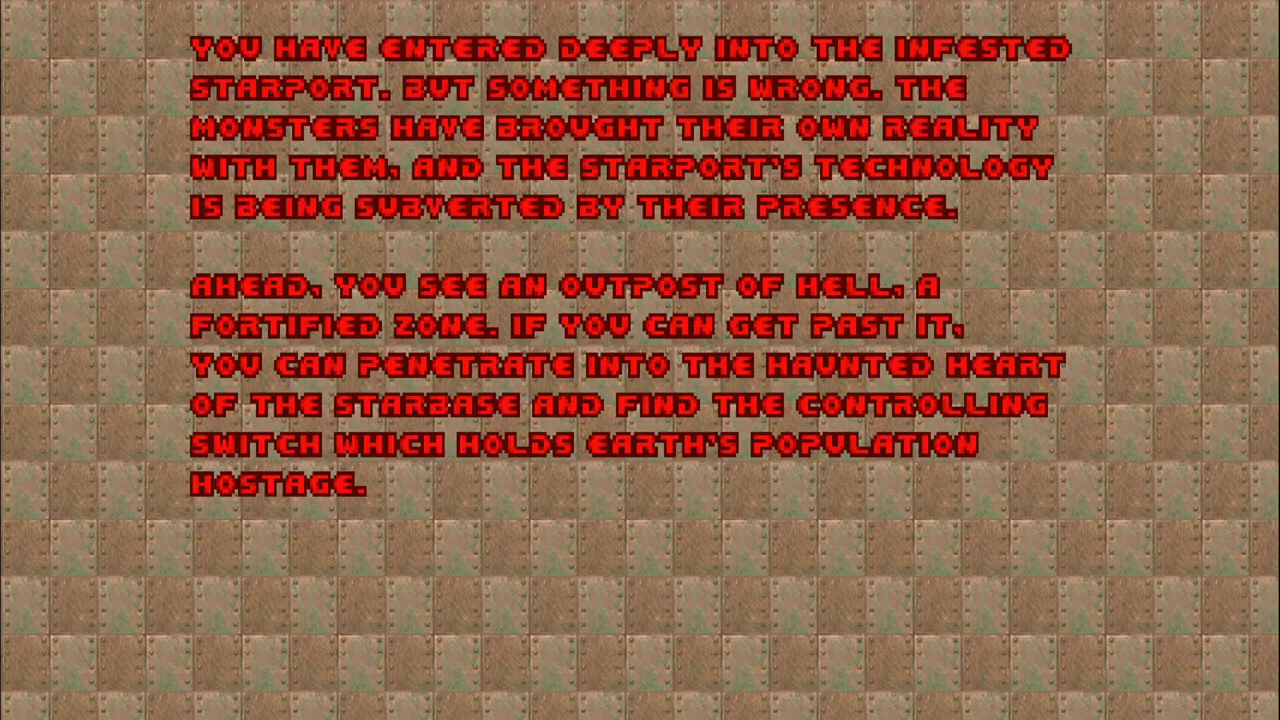 YOU HAVE ENTERED DEEPLY INTO THE INFESTED
STARPORT. BUT SOMETHING IS WRONG. THE
MONSTERS HAVE BROUGHT THEIR OWN REALITY
WITH THEM, AND THE STARPORT'S TECHNOLOGY
IS BEING SUBVERTED BY THEIR PRESENCE.
AHEAD, YOU SEE AN OUTPOST OF HELL, A
FORTIFIED ZONE. IF YOU CAN GET PAST IT,
YOU CAN PENETRATE INTO THE HAUNTED HEART
OF THE STARBASE AND FIND THE CONTROLLING
SWITCH WHICH HOLDS EARTH'S POPULATION
HOSTAGE.